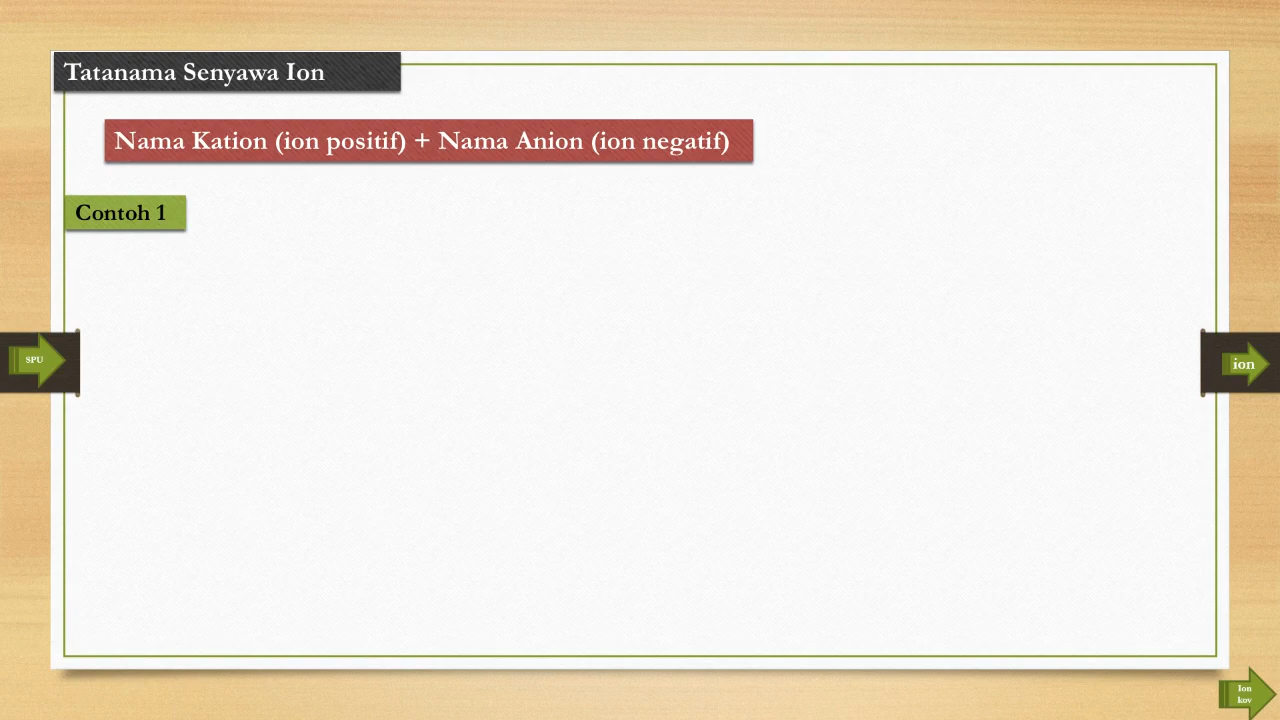 Tatanama Senyawa Ion
Nama Kation (ion positif) + Nama Anion (ion negatif)
Contoh 1
SPU
ion
Ion
kov